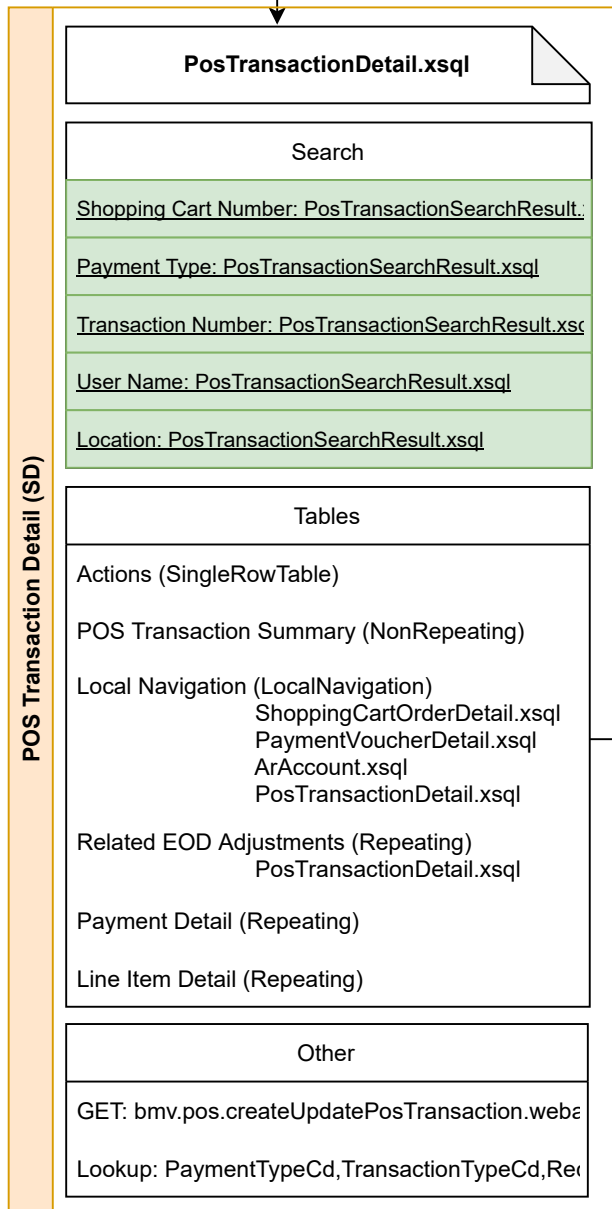 POS Transaction Detail (SD)
PosTransactionDetail.xsql
Search
Shopping Cart Number: PosTransactionSearchResult.
Payment Type: PosTransactionSearchResult.xsql
Transaction Number: PosTransactionSearchResult.xsq
User Name: PosTransactionSearchResult.xsql
Location: PosTransactionSearchResult.xsql
Tables
Actions (SingleRowTable)
POS Transaction Summary (NonRepeating)
Local Navigation (LocalNavigation)
ShoppingCartOrderDetail.xsql
PaymentVoucherDetail.xsql
ArAccount.xsql
PosTransactionDetail.xsql
Related EOD Adjustments (Repeating)
PosTransactionDetail.xsql
Payment Detail (Repeating)
Line Item Detail (Repeating)
Other
GET: bmv.pos.createUpdatePosTransaction.weba
Lookup: PaymentTypeCd,TransactionTypeCd,Rec